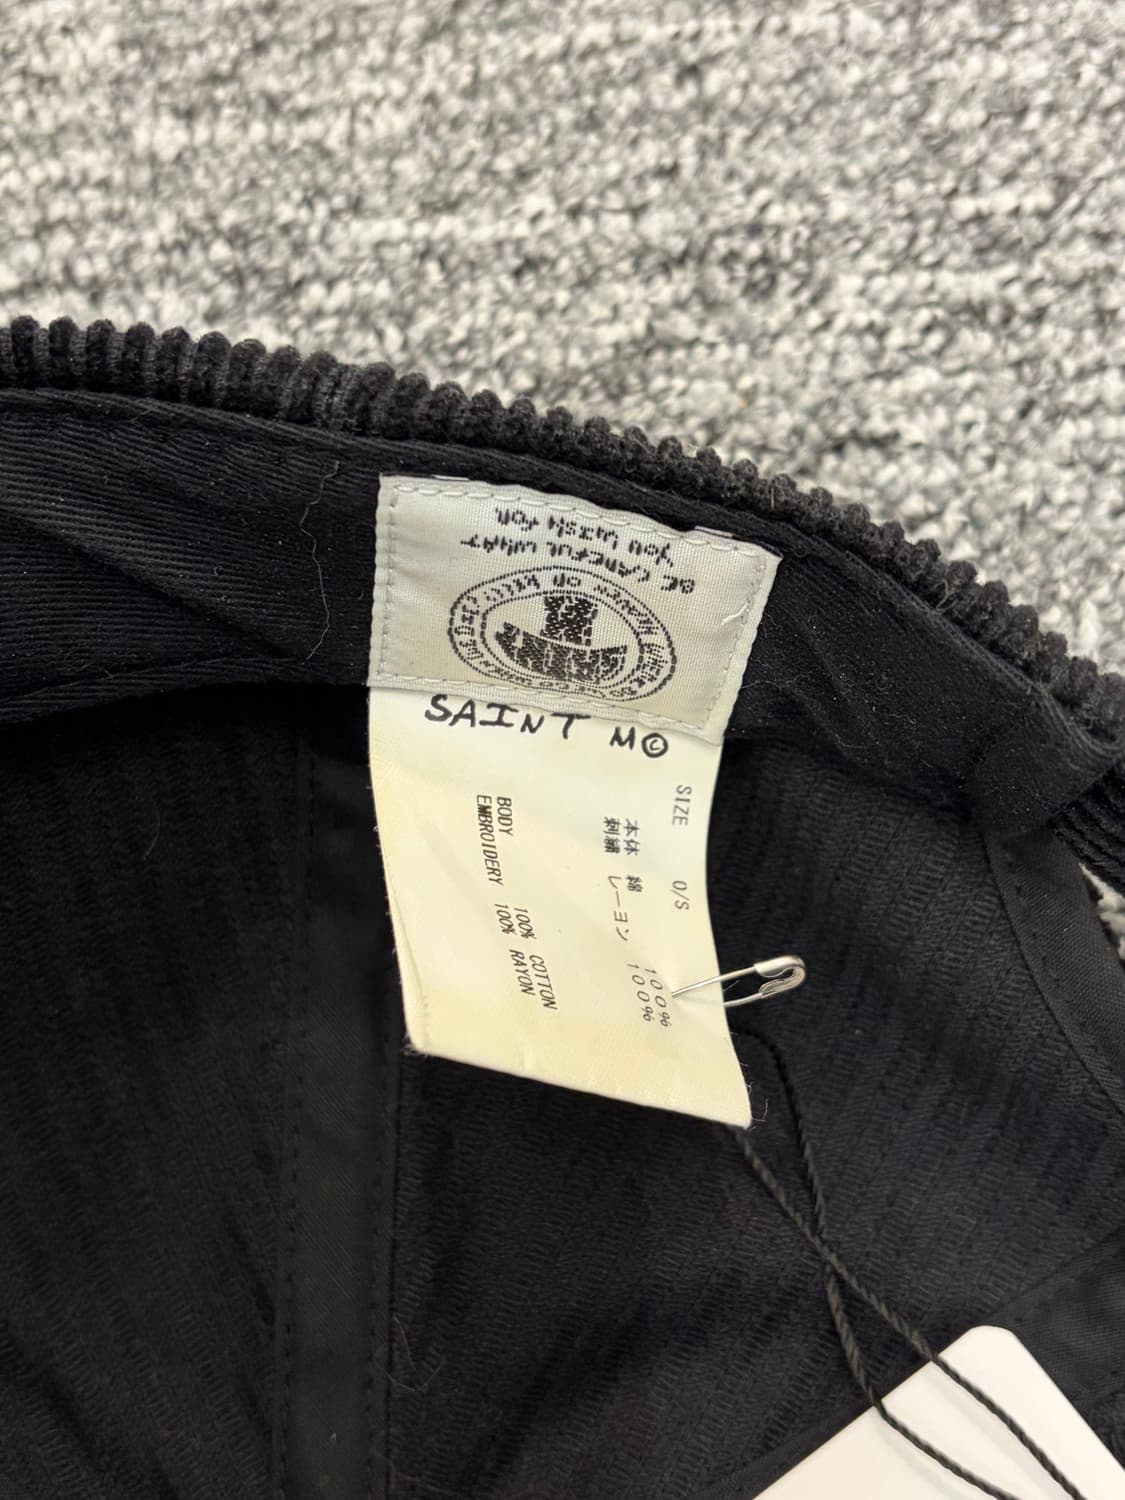 BE CAREFUL WHAT
YOU WISH FOR
SAINT M©
SIZE O/S
本体 綿 100%
刺繍 レーヨン 100%
BODY 100% COTTON
EMBROIDERY 100% RAYON